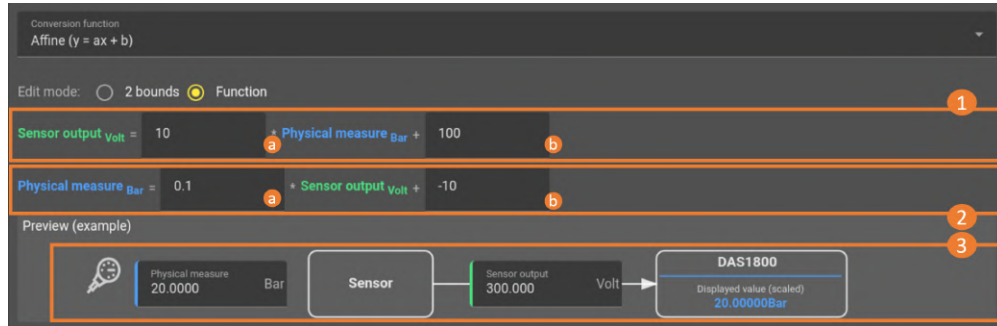 Conversion function
Affine (y = ax + b)
Edit mode: 2 bounds Function
1
Sensor output Volt = 10 a * Physical measure Bar + 100 b
Physical measure Bar = 0.1 a * Sensor output Volt + -10 b
2
Preview (example)
3
Physical measure
20.0000 Bar
Sensor
Sensor output
300.000 Volt
DAS1800
Displayed value (scaled)
20.00000Bar